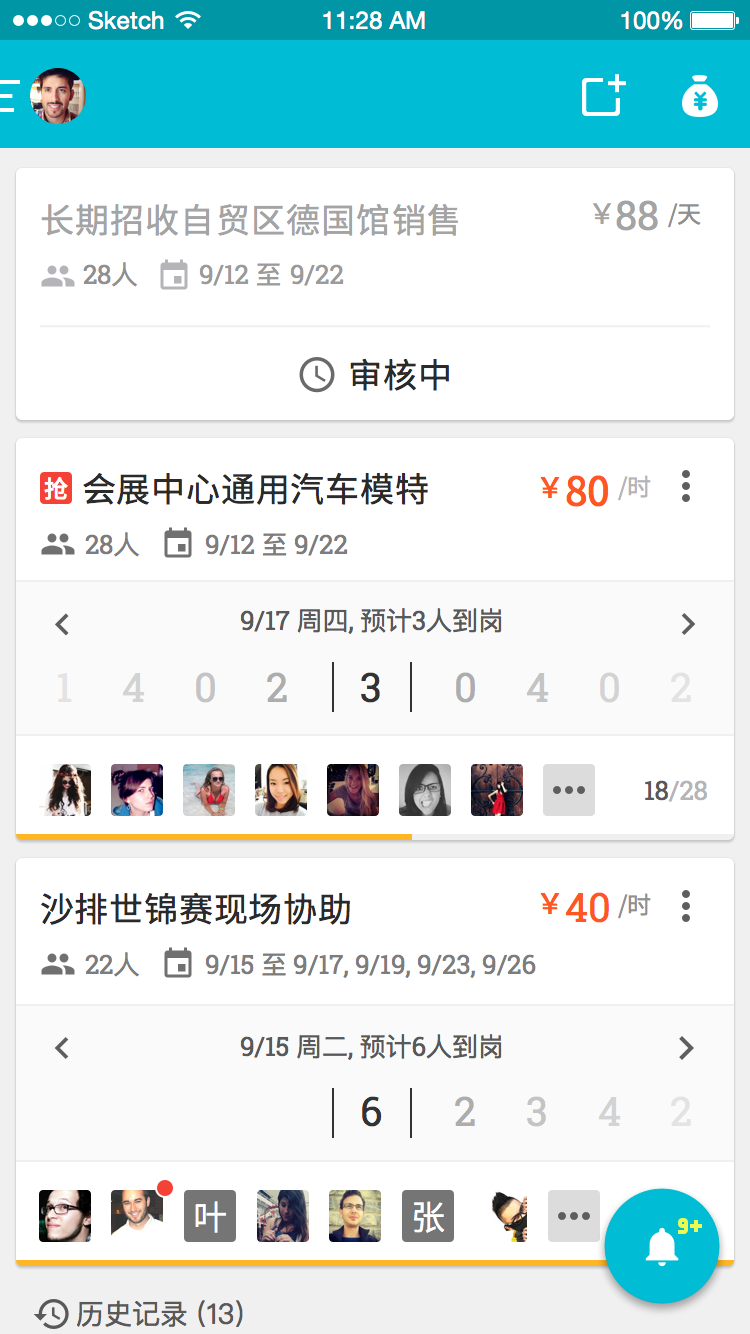 Sketch 11:28 AM 100%
长期招收自贸区德国馆销售 ¥88 /天
28人 9/12 至 9/22
审核中
抢 会展中心通用汽车模特 ¥80 /时
28人 9/12 至 9/22
9/17 周四, 预计3人到岗
1 4 0 2 3 0 4 0 2
18/28
沙排世锦赛现场协助 ¥40 /时
22人 9/15 至 9/17, 9/19, 9/23, 9/26
9/15 周二, 预计6人到岗
6 2 3 4 2
叶 张
9+
历史记录 (13)